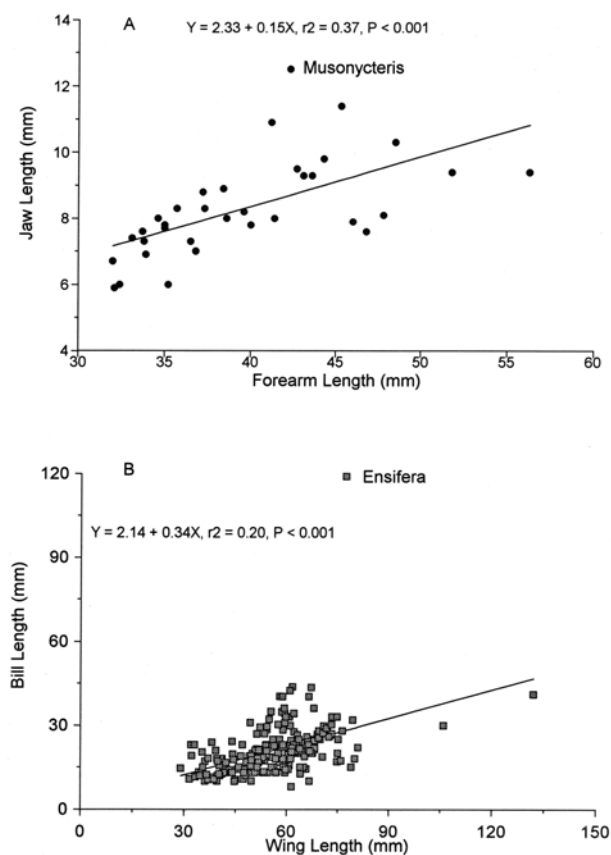 A
Y = 2.33 + 0.15X, r2 = 0.37, P < 0.001
Musonycteris
Jaw Length (mm)
14
12
10
8
6
4
30 35 40 45 50 55 60
Forearm Length (mm)
B
Ensifera
Y = 2.14 + 0.34X, r2 = 0.20, P < 0.001
Bill Length (mm)
120
90
60
30
0
0 30 60 90 120 150
Wing Length (mm)